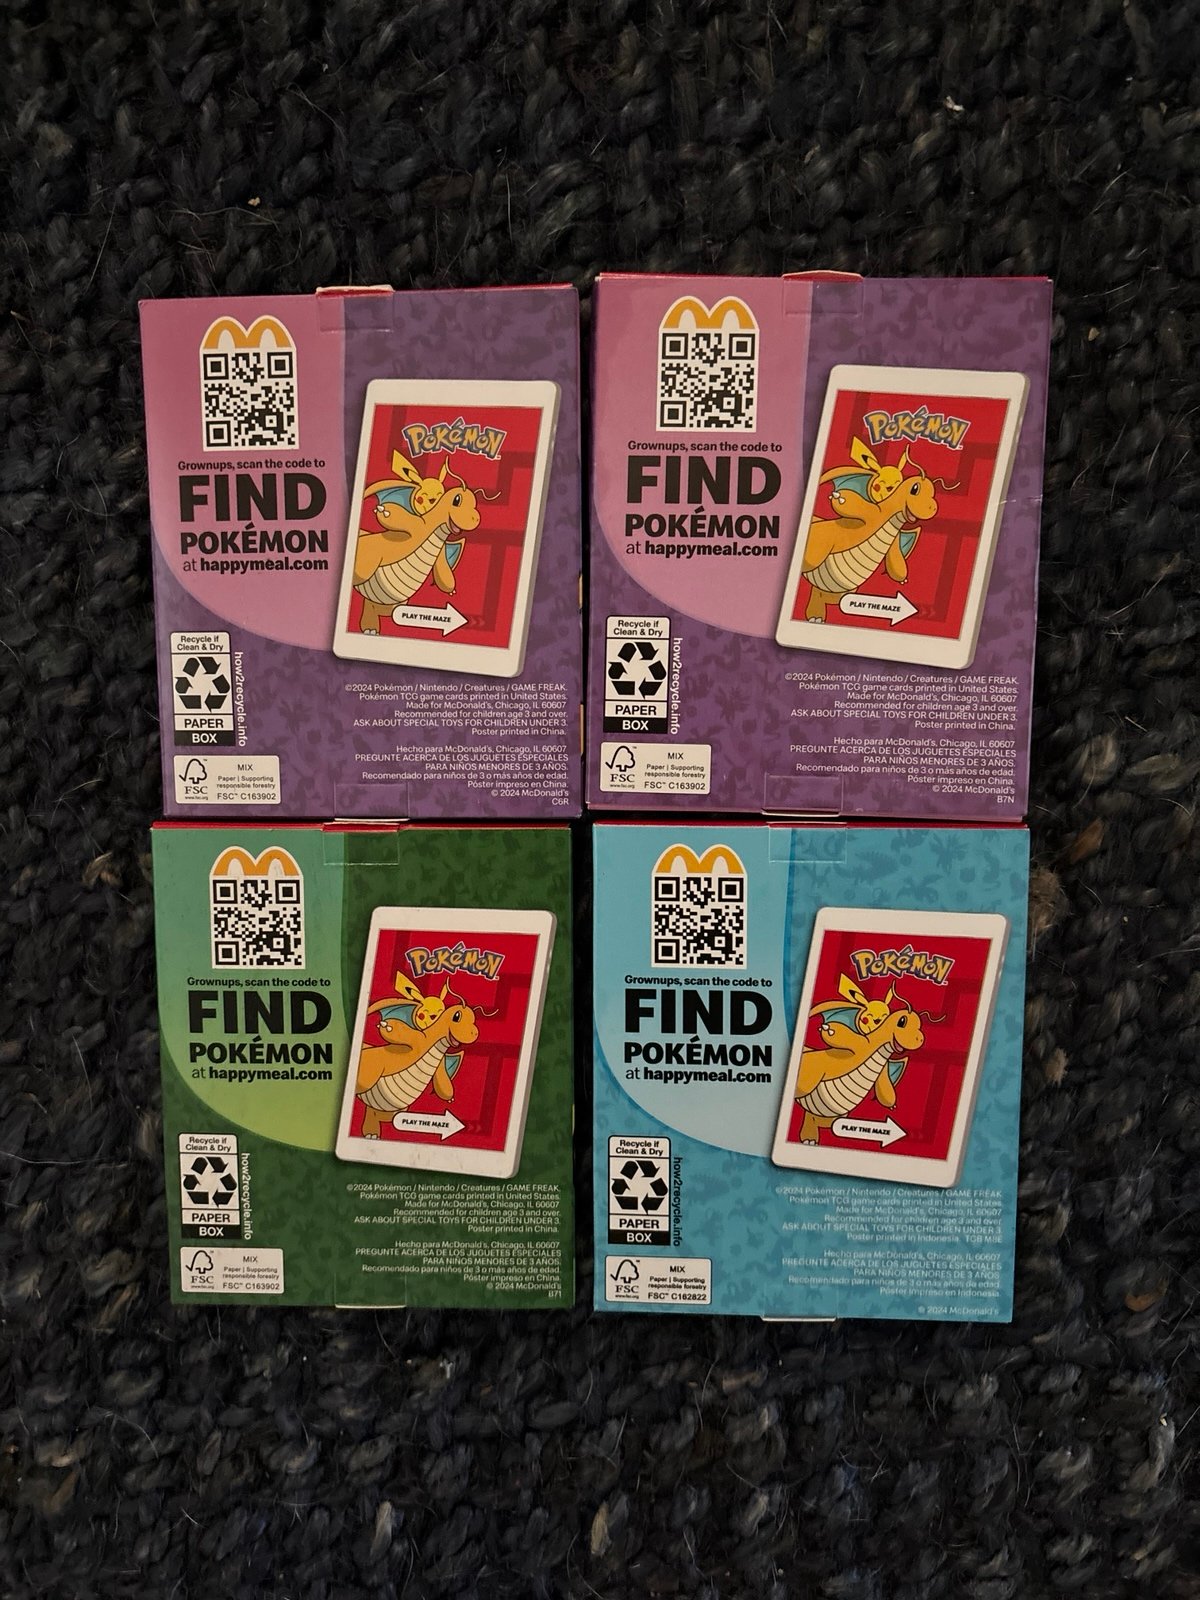 Grownups, scan the code to
FIND
POKÉMON
at happymeal.com
Pokémon
PLAY THE MAZE
Recycle if
Clean & Dry
PAPER
BOX
how2recycle.info
FSC™
www.fsc.org
MIX
Paper | Supporting
responsible forestry
FSC™ C163902
©2024 Pokémon / Nintendo / Creatures / GAME FREAK.
Pokémon TCG game cards printed in United States.
Made for McDonald's, Chicago, IL 60607
Recommended for children age 3 and over.
ASK ABOUT SPECIAL TOYS FOR CHILDREN UNDER 3.
Poster printed in China.
Hecho para McDonald's, Chicago, IL 60607
PREGUNTE ACERCA DE LOS JUGUETES ESPECIALES
PARA NIÑOS MENORES DE 3 AÑOS.
Recomendado para niños de 3 o más años de edad.
Póster impreso en China.
© 2024 McDonald's
C6R
Grownups, scan the code to
FIND
POKÉMON
at happymeal.com
Pokémon
PLAY THE MAZE
Recycle if
Clean & Dry
PAPER
BOX
how2recycle.info
FSC™
www.fsc.org
MIX
Paper | Supporting
responsible forestry
FSC™ C163902
©2024 Pokémon / Nintendo / Creatures / GAME FREAK.
Pokémon TCG game cards printed in United States.
Made for McDonald's, Chicago, IL 60607
Recommended for children age 3 and over.
ASK ABOUT SPECIAL TOYS FOR CHILDREN UNDER 3.
Poster printed in China.
Hecho para McDonald's, Chicago, IL 60607
PREGUNTE ACERCA DE LOS JUGUETES ESPECIALES
PARA NIÑOS MENORES DE 3 AÑOS.
Recomendado para niños de 3 o más años de edad.
Póster impreso en China.
© 2024 McDonald's
B7N
Grownups, scan the code to
FIND
POKÉMON
at happymeal.com
Pokémon
PLAY THE MAZE
Recycle if
Clean & Dry
PAPER
BOX
how2recycle.info
FSC™
www.fsc.org
MIX
Paper | Supporting
responsible forestry
FSC™ C163902
©2024 Pokémon / Nintendo / Creatures / GAME FREAK.
Pokémon TCG game cards printed in United States.
Made for McDonald's, Chicago, IL 60607
Recommended for children age 3 and over.
ASK ABOUT SPECIAL TOYS FOR CHILDREN UNDER 3.
Poster printed in China.
Hecho para McDonald's, Chicago, IL 60607
PREGUNTE ACERCA DE LOS JUGUETES ESPECIALES
PARA NIÑOS MENORES DE 3 AÑOS.
Recomendado para niños de 3 o más años de edad.
Póster impreso en China.
© 2024 McDonald's
B71
Grownups, scan the code to
FIND
POKÉMON
at happymeal.com
Pokémon
PLAY THE MAZE
Recycle if
Clean & Dry
PAPER
BOX
how2recycle.info
FSC™
www.fsc.org
MIX
Paper | Supporting
responsible forestry
FSC™ C162822
©2024 Pokémon / Nintendo / Creatures / GAME FREAK.
Pokémon TCG game cards printed in United States.
Made for McDonald's, Chicago, IL 60607
Recommended for children age 3 and over.
ASK ABOUT SPECIAL TOYS FOR CHILDREN UNDER 3.
Poster printed in Indonesia.
Hecho para McDonald's, Chicago, IL 60607
PREGUNTE ACERCA DE LOS JUGUETES ESPECIALES
PARA NIÑOS MENORES DE 3 AÑOS.
Recomendado para niños de 3 o más años de edad.
Póster impreso en Indonesia.
© 2024 McDonald's